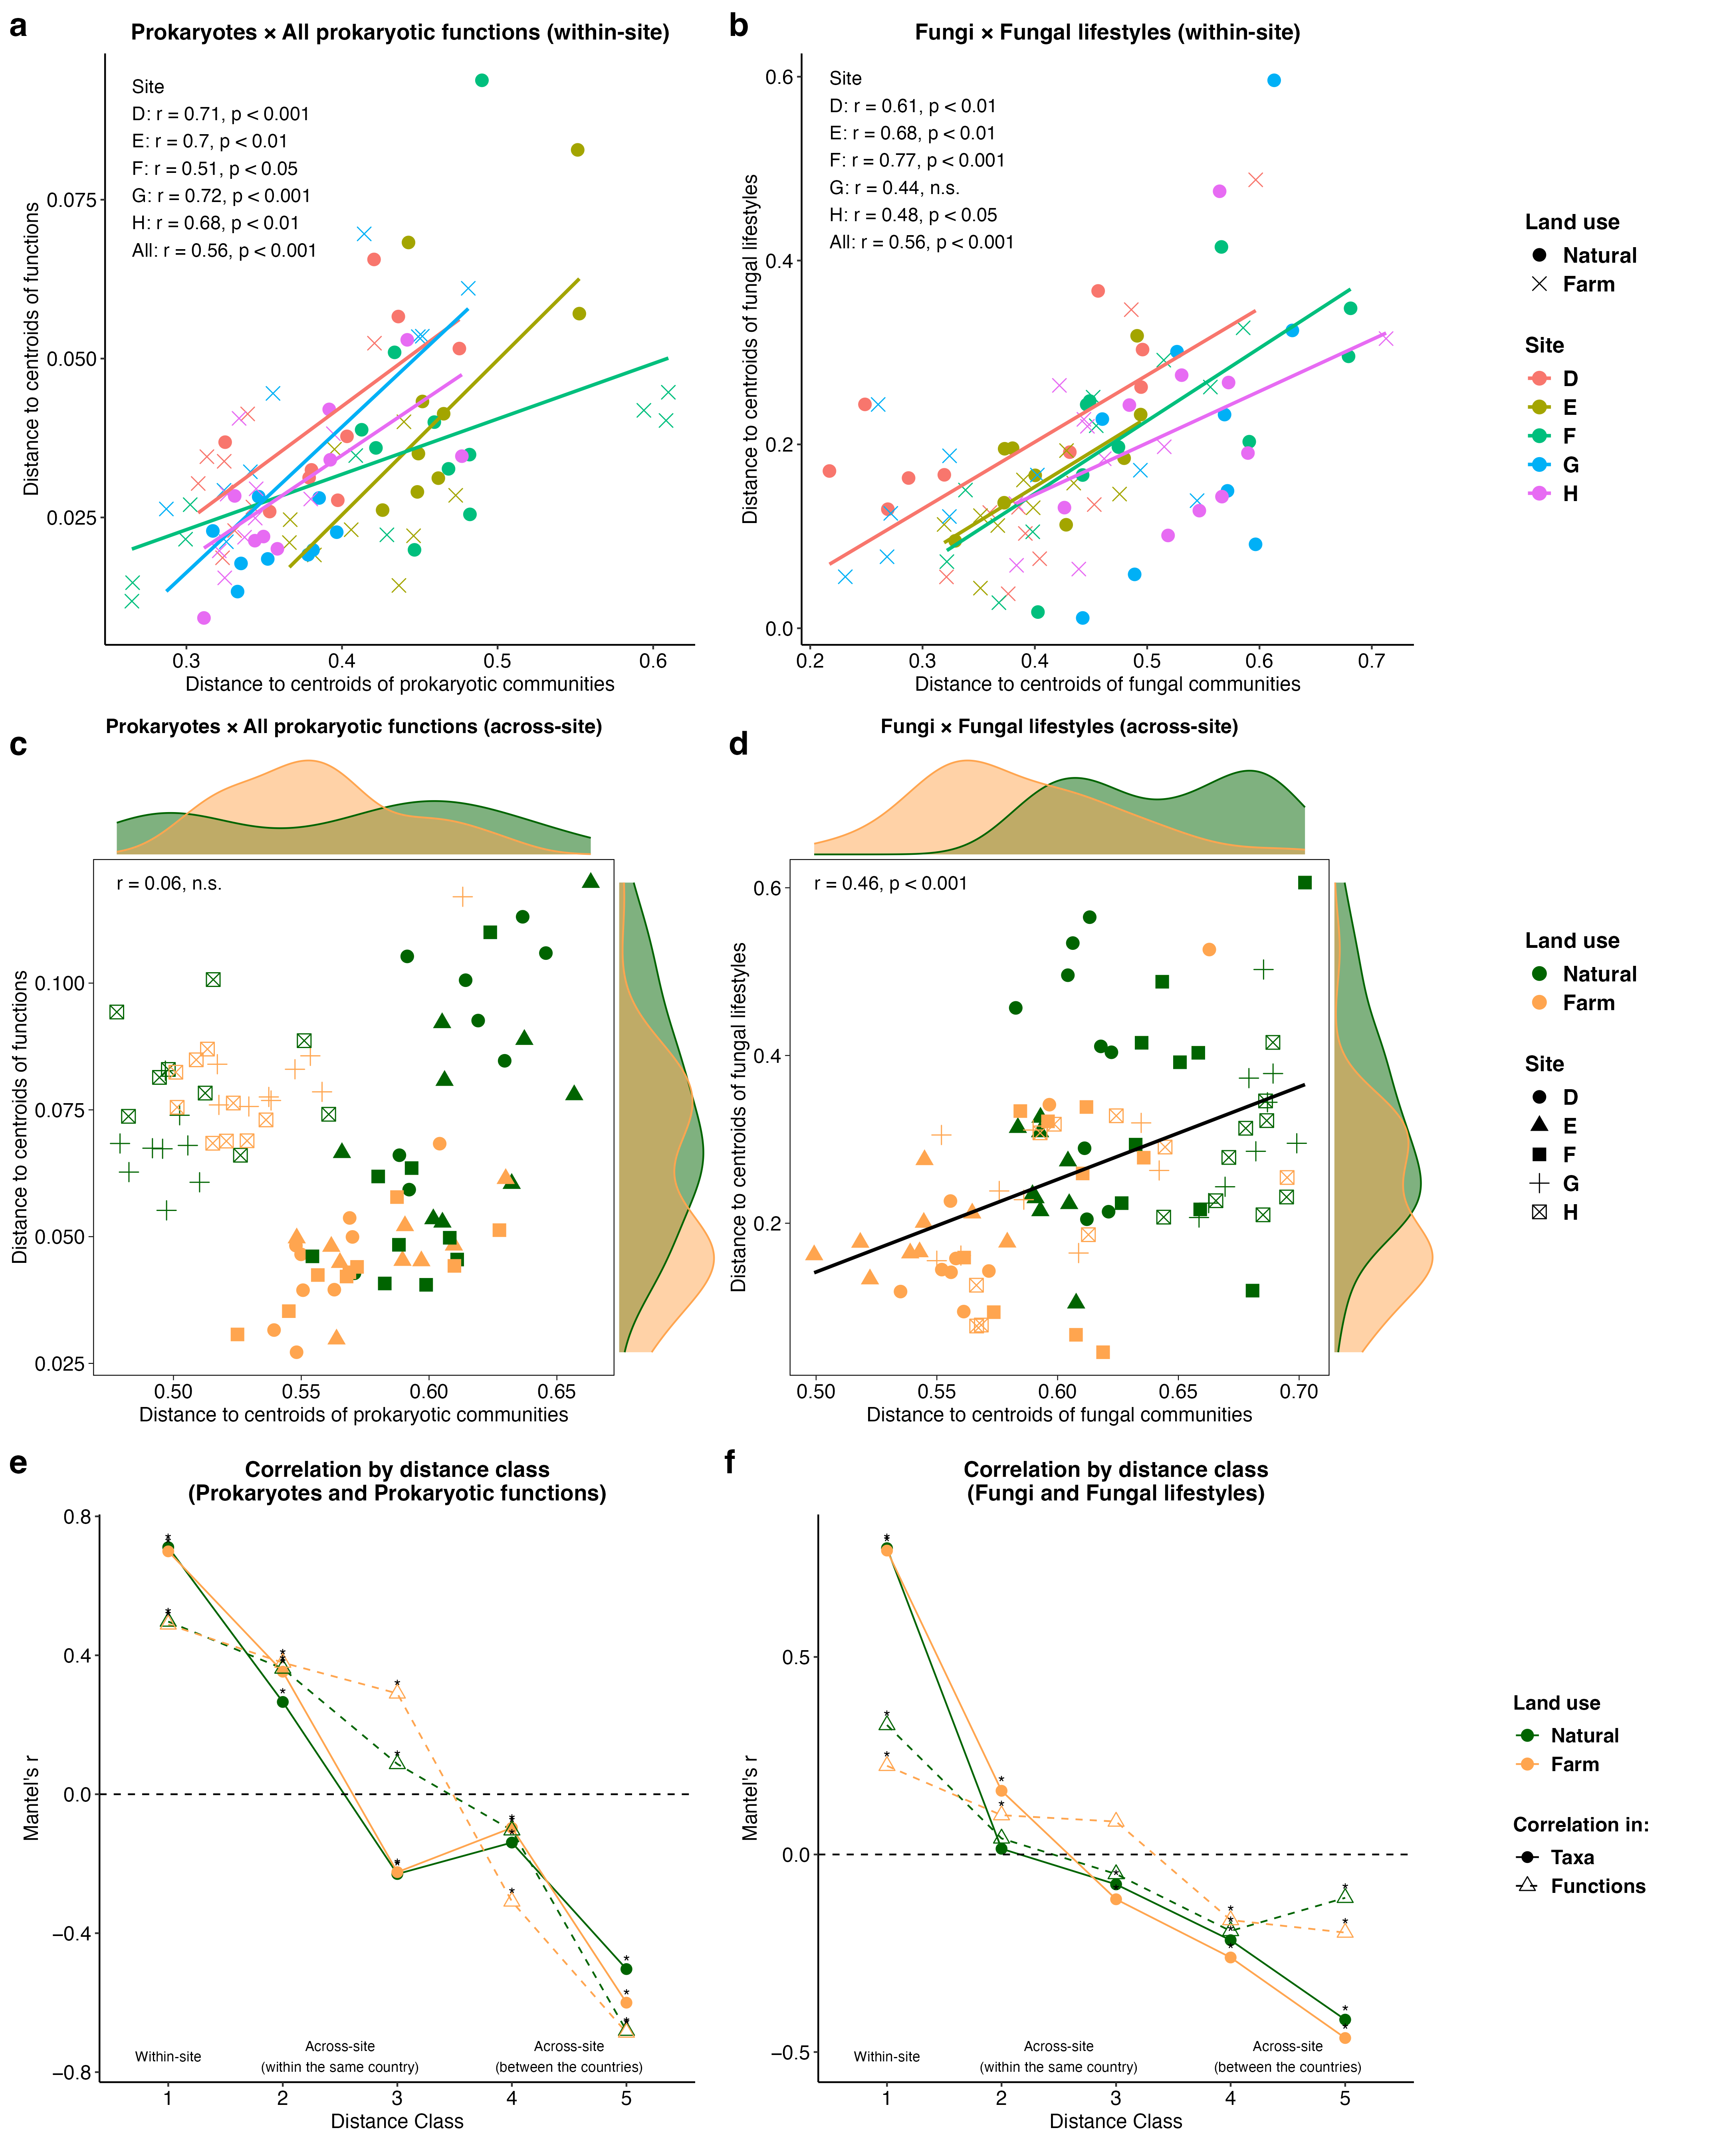 a
Prokaryotes × All prokaryotic functions (within-site)
Site
D: r = 0.71, p < 0.001
E: r = 0.7, p < 0.01
F: r = 0.51, p < 0.05
G: r = 0.72, p < 0.001
H: r = 0.68, p < 0.01
All: r = 0.56, p < 0.001
Distance to centroids of functions
0.075
0.050
0.025
0.3 0.4 0.5 0.6
Distance to centroids of prokaryotic communities
b
Fungi × Fungal lifestyles (within-site)
Site
D: r = 0.61, p < 0.01
E: r = 0.68, p < 0.01
F: r = 0.77, p < 0.001
G: r = 0.44, n.s.
H: r = 0.48, p < 0.05
All: r = 0.56, p < 0.001
Distance to centroids of fungal lifestyles
0.6
0.4
0.2
0.0
0.2 0.3 0.4 0.5 0.6 0.7
Distance to centroids of fungal communities
Land use
Natural
Farm
Site
D
E
F
G
H
c
Prokaryotes × All prokaryotic functions (across-site)
r = 0.06, n.s.
Distance to centroids of functions
0.100
0.075
0.050
0.025
0.50 0.55 0.60 0.65
Distance to centroids of prokaryotic communities
d
Fungi × Fungal lifestyles (across-site)
r = 0.46, p < 0.001
Distance to centroids of fungal lifestyles
0.6
0.4
0.2
0.50 0.55 0.60 0.65 0.70
Distance to centroids of fungal communities
Land use
Natural
Farm
Site
D
E
F
G
H
e
Correlation by distance class
(Prokaryotes and Prokaryotic functions)
Mantel's r
0.8
0.4
0.0
−0.4
−0.8
Within-site
Across-site
(within the same country)
Across-site
(between the countries)
1 2 3 4 5
Distance Class
f
Correlation by distance class
(Fungi and Fungal lifestyles)
Mantel's r
0.5
0.0
−0.5
Within-site
Across-site
(within the same country)
Across-site
(between the countries)
1 2 3 4 5
Distance Class
Land use
Natural
Farm
Correlation in:
Taxa
Functions